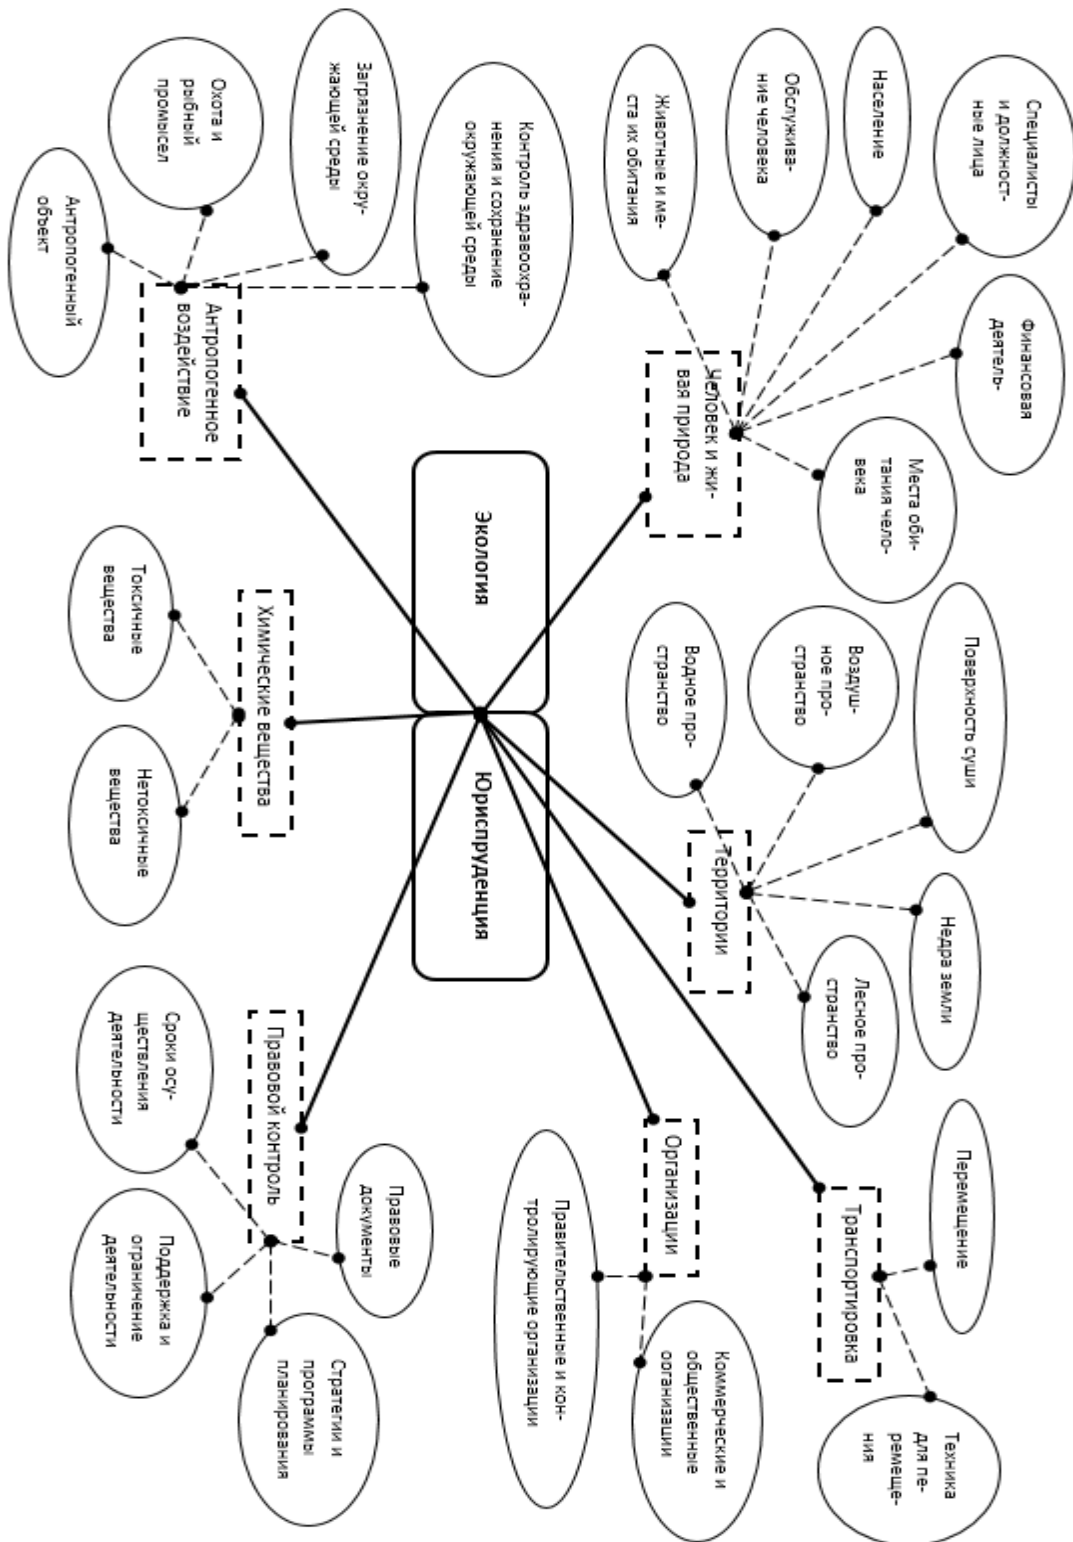 Специалисты
и должност-
ные лица
Население
Обслужива-
ние человека
Животные и ме-
ста их обитания
Финансовая
деятель-
Места оби-
тания чело-
века
Человек и жи-
вая природа
Поверхность суши
Воздуш-
ное про-
странство
Водное про-
странство
Недра земли
Лесное про-
странство
Территории
Перемещение
Техника
для пе-
ремеще-
ния
Транспортировка
Организации
Коммерческие и
общественные
организации
Правительственные и кон-
тролирующие организации
Экология
Юриспруденция
Контроль здравоохра-
нения и сохранение
окружающей среды
Загрязнение окру-
жающей среды
Охота и
рыбный
промысел
Антропогенный
объект
Антропогенное
воздействие
Химические вещества
Токсичные
вещества
Нетоксичные
вещества
Правовой контроль
Правовые
документы
Стратегии и
программы
планирования
Сроки осу-
ществления
деятельности
Поддержка и
ограничение
деятельности